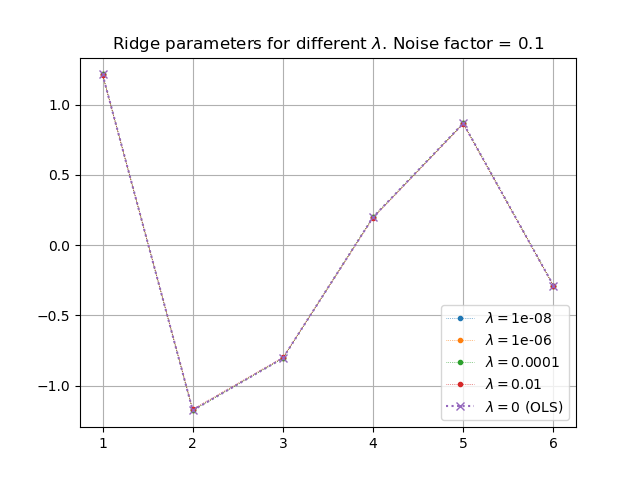 Ridge parameters for different λ. Noise factor = 0.1
1.0
0.5
0.0
−0.5
−1.0
1 2 3 4 5 6
λ = 1e-08
λ = 1e-06
λ = 0.0001
λ = 0.01
λ = 0 (OLS)